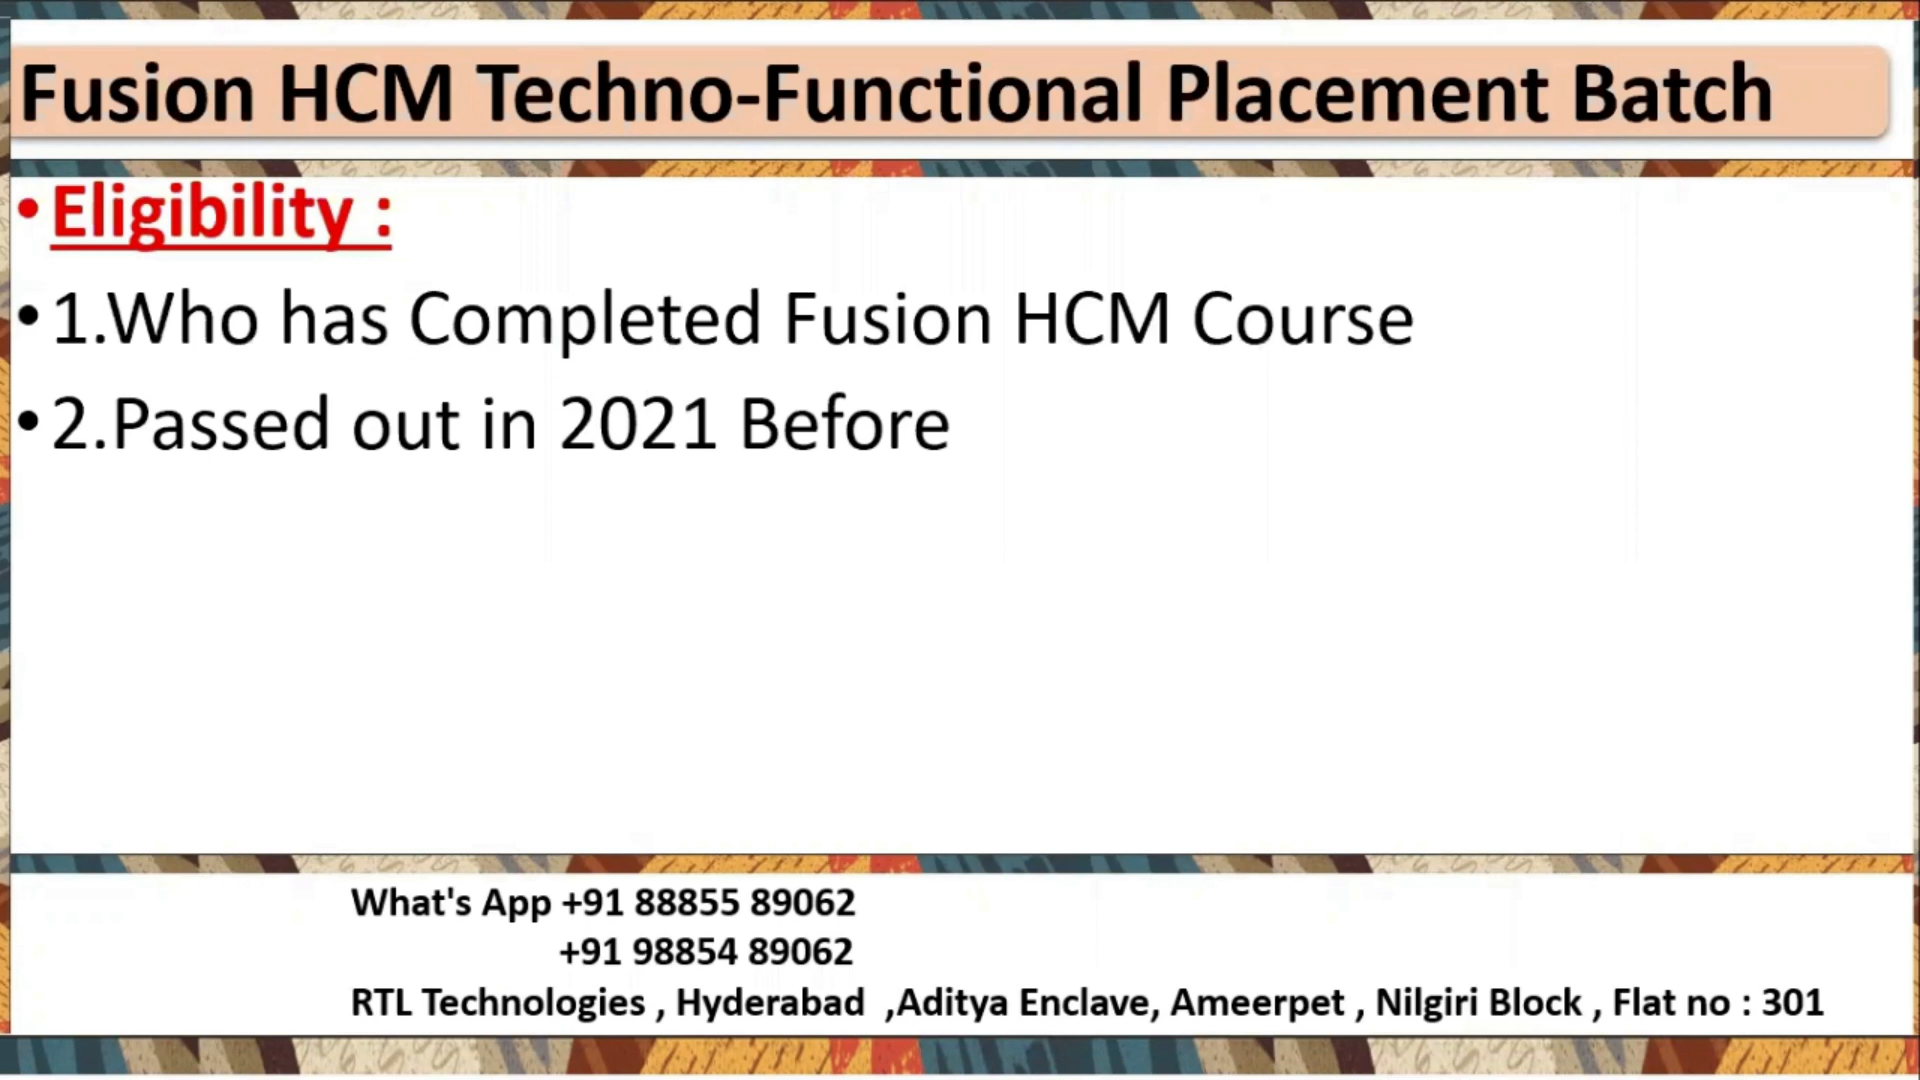 Fusion HCM Techno-Functional Placement Batch
• Eligibility :
• 1.Who has Completed Fusion HCM Course
• 2.Passed out in 2021 Before
What's App +91 88855 89062
+91 98854 89062
RTL Technologies , Hyderabad ,Aditya Enclave, Ameerpet , Nilgiri Block , Flat no : 301